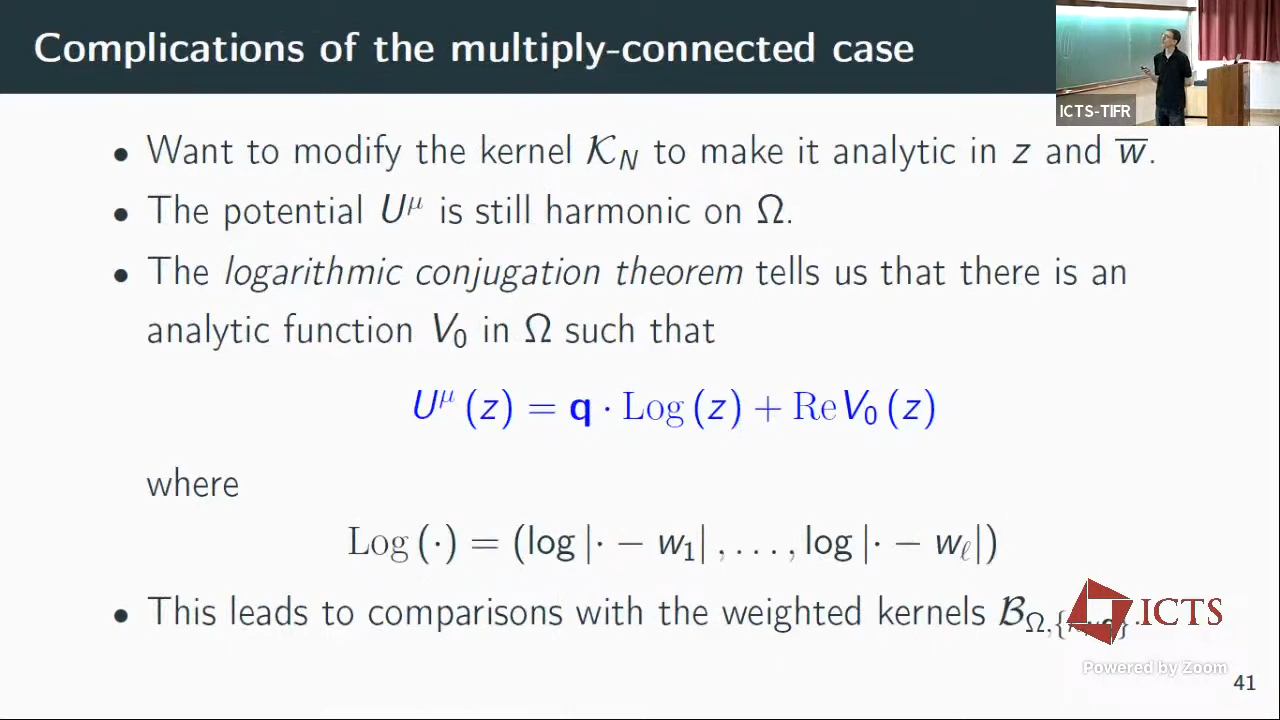 Complications of the multiply-connected case
ICTS-TIFR
• Want to modify the kernel 𝒦_N to make it analytic in z and w̅.
• The potential U^μ is still harmonic on Ω.
• The logarithmic conjugation theorem tells us that there is an
analytic function V₀ in Ω such that
U^μ (z) = q · Log (z) + Re V₀ (z)
where
Log (·) = (log |· − w₁| , . . . , log |· − w_ℓ|)
• This leads to comparisons with the weighted kernels ℬ_Ω,
ICTS
Powered by Zoom
41